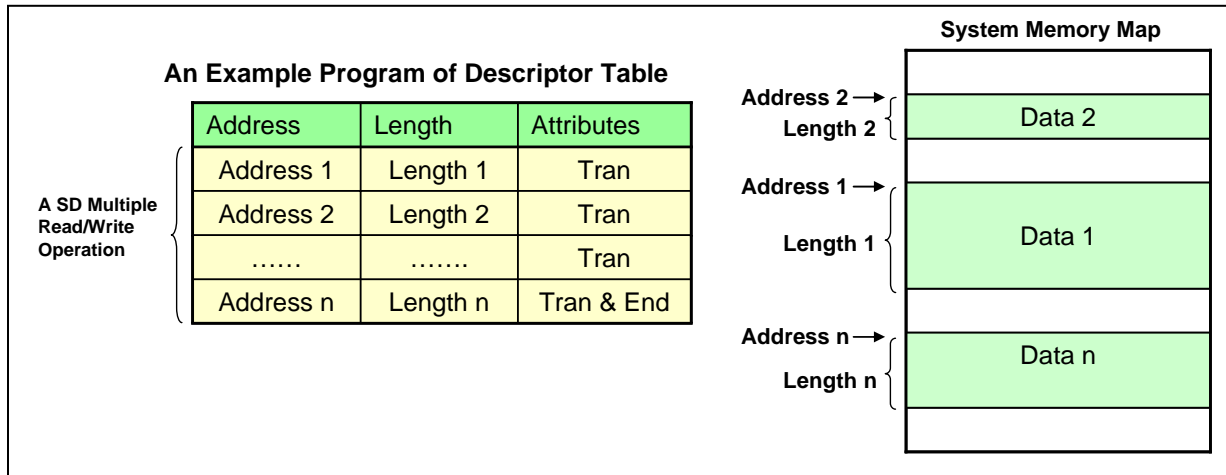 An Example Program of Descriptor Table
Address Length Attributes
Address 1 Length 1 Tran
Address 2 Length 2 Tran
…… ……. Tran
Address n Length n Tran & End
A SD Multiple
Read/Write
Operation
System Memory Map
Address 2
Length 2
Data 2
Address 1
Length 1
Data 1
Address n
Length n
Data n